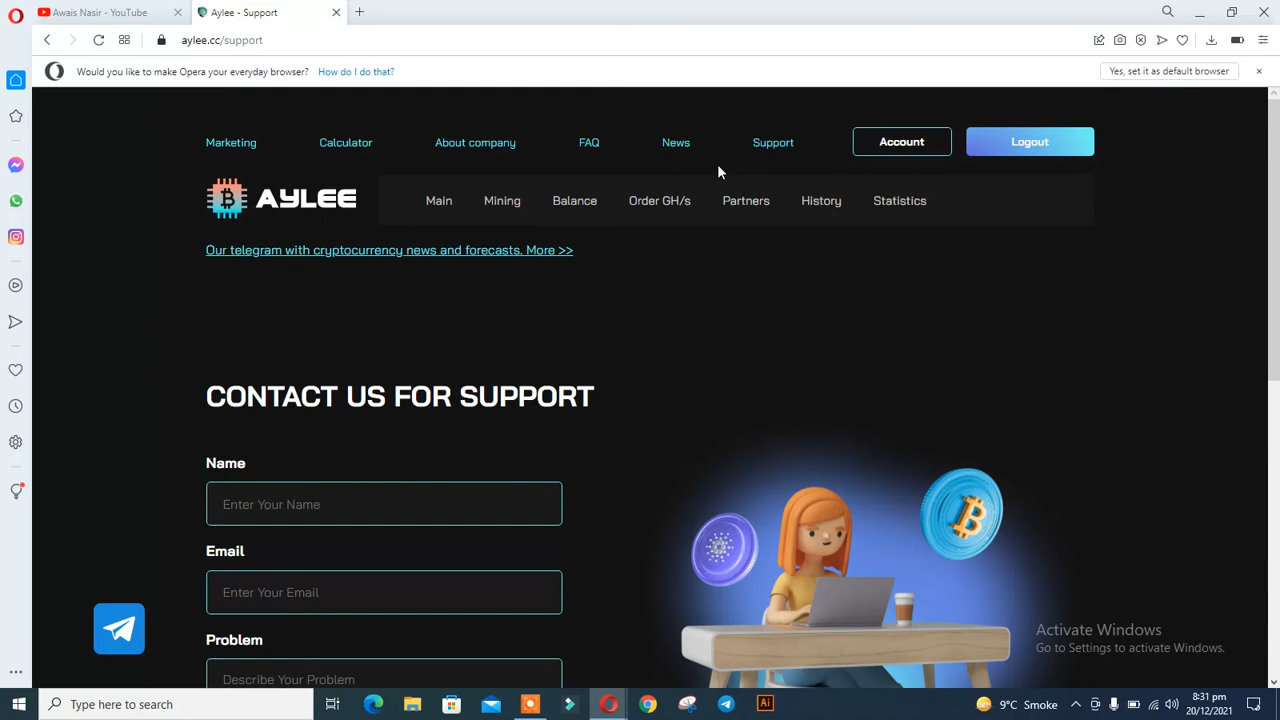 Awais Nasir - YouTube
Aylee - Support
aylee.cc/support
Would you like to make Opera your everyday browser? How do I do that?
Yes, set it as default browser
Marketing Calculator About company FAQ News Support Account Logout
AYLEE
Main Mining Balance Order GH/s Partners History Statistics
Our telegram with cryptocurrency news and forecasts. More >>
CONTACT US FOR SUPPORT
Name
Enter Your Name
Email
Enter Your Email
Problem
Describe Your Problem
Activate Windows
Go to Settings to activate Windows.
Type here to search
Ai
9°C Smoke
8:31 pm
20/12/2021